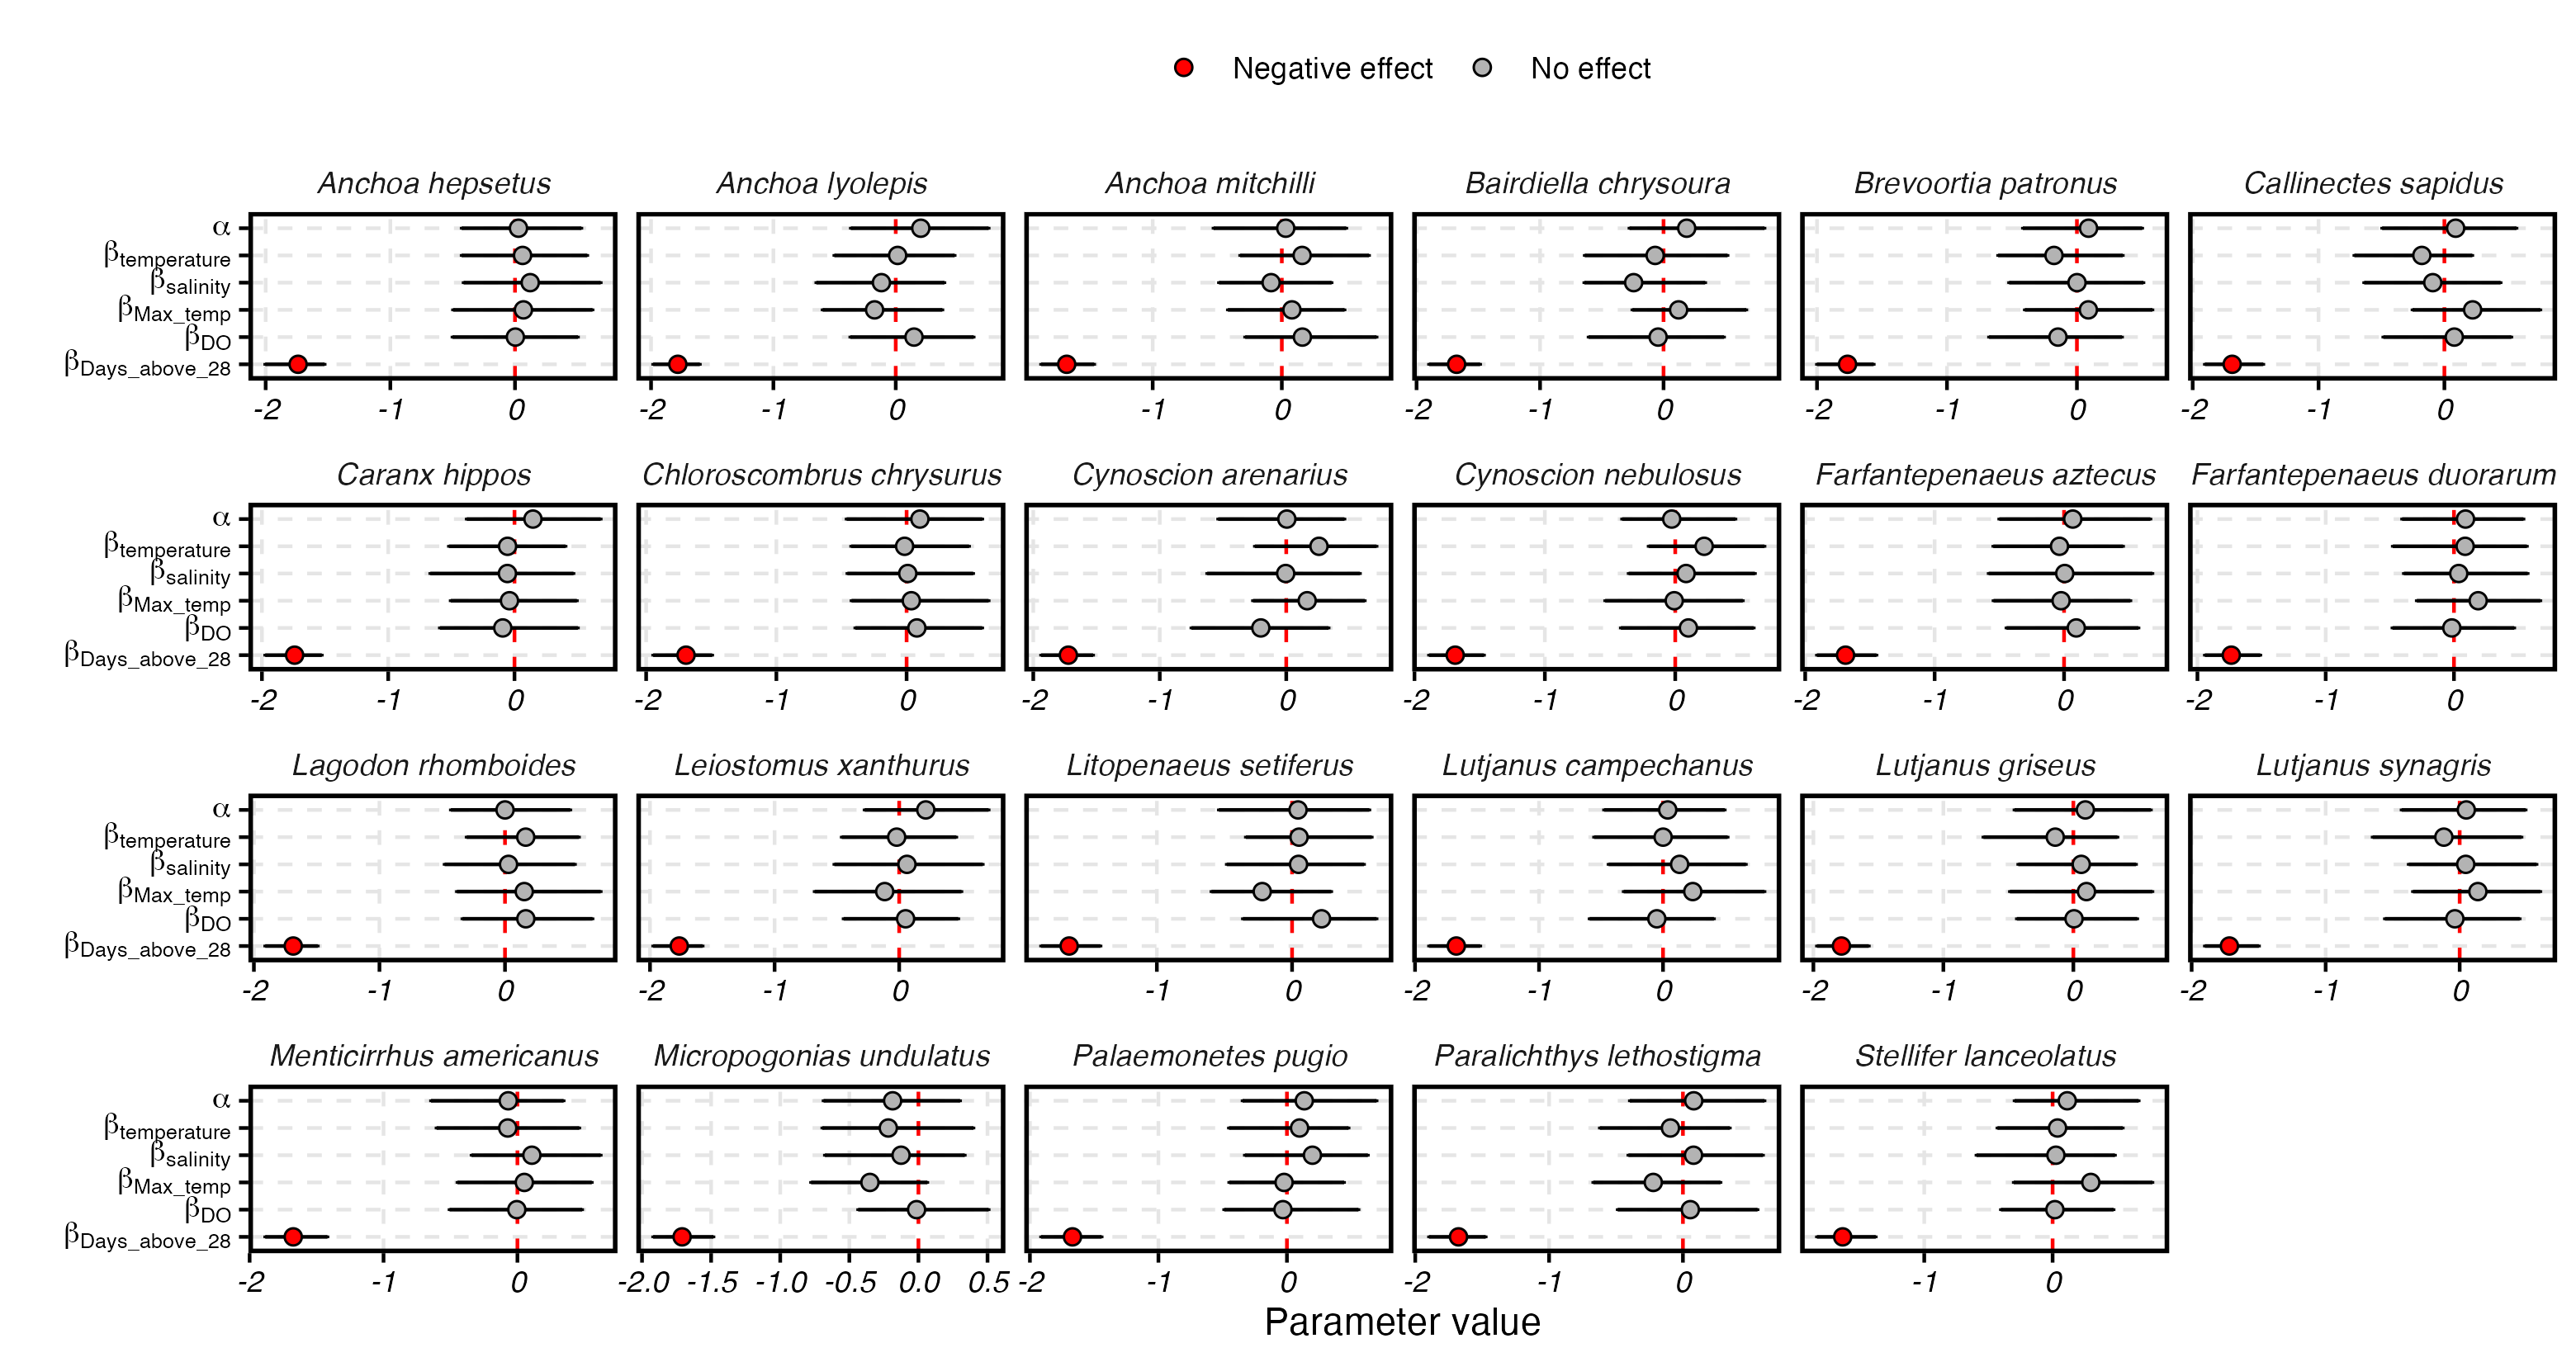 Negative effect No effect
Anchoa hepsetus Anchoa lyolepis Anchoa mitchilli Bairdiella chrysoura Brevoortia patronus Callinectes sapidus
α
βtemperature
βsalinity
βMax_temp
βDO
βDays_above_28
-2 -1 0 -2 -1 0 -1 0 -2 -1 0 -2 -1 0 -2 -1 0
Caranx hippos Chloroscombrus chrysurus Cynoscion arenarius Cynoscion nebulosus Farfantepenaeus aztecus Farfantepenaeus duorarum
α
βtemperature
βsalinity
βMax_temp
βDO
βDays_above_28
-2 -1 0 -2 -1 0 -2 -1 0 -2 -1 0 -2 -1 0 -2 -1 0
Lagodon rhomboides Leiostomus xanthurus Litopenaeus setiferus Lutjanus campechanus Lutjanus griseus Lutjanus synagris
α
βtemperature
βsalinity
βMax_temp
βDO
βDays_above_28
-2 -1 0 -2 -1 0 -1 0 -2 -1 0 -2 -1 0 -2 -1 0
Menticirrhus americanus Micropogonias undulatus Palaemonetes pugio Paralichthys lethostigma Stellifer lanceolatus
α
βtemperature
βsalinity
βMax_temp
βDO
βDays_above_28
-2 -1 0 -2.0 -1.5 -1.0 -0.5 0.0 0.5 -2 -1 0 -2 -1 0 -1 0
Parameter value